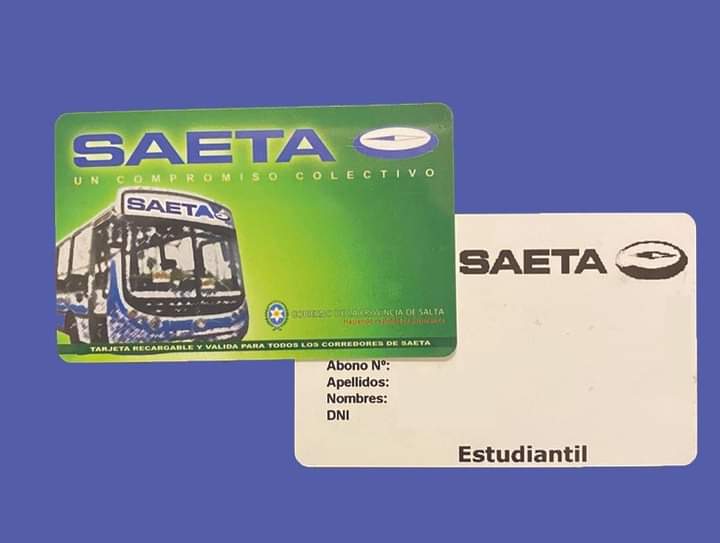 SAETA
UN COMPROMISO COLECTIVO
SAETA
GOBIERNO DE LA PROVINCIA DE SALTA
TARJETA RECARGABLE Y VALIDA PARA TODOS LOS CORREDORES DE SAETA
SAETA
Abono Nº:
Apellidos:
Nombres:
DNI
Estudiantil